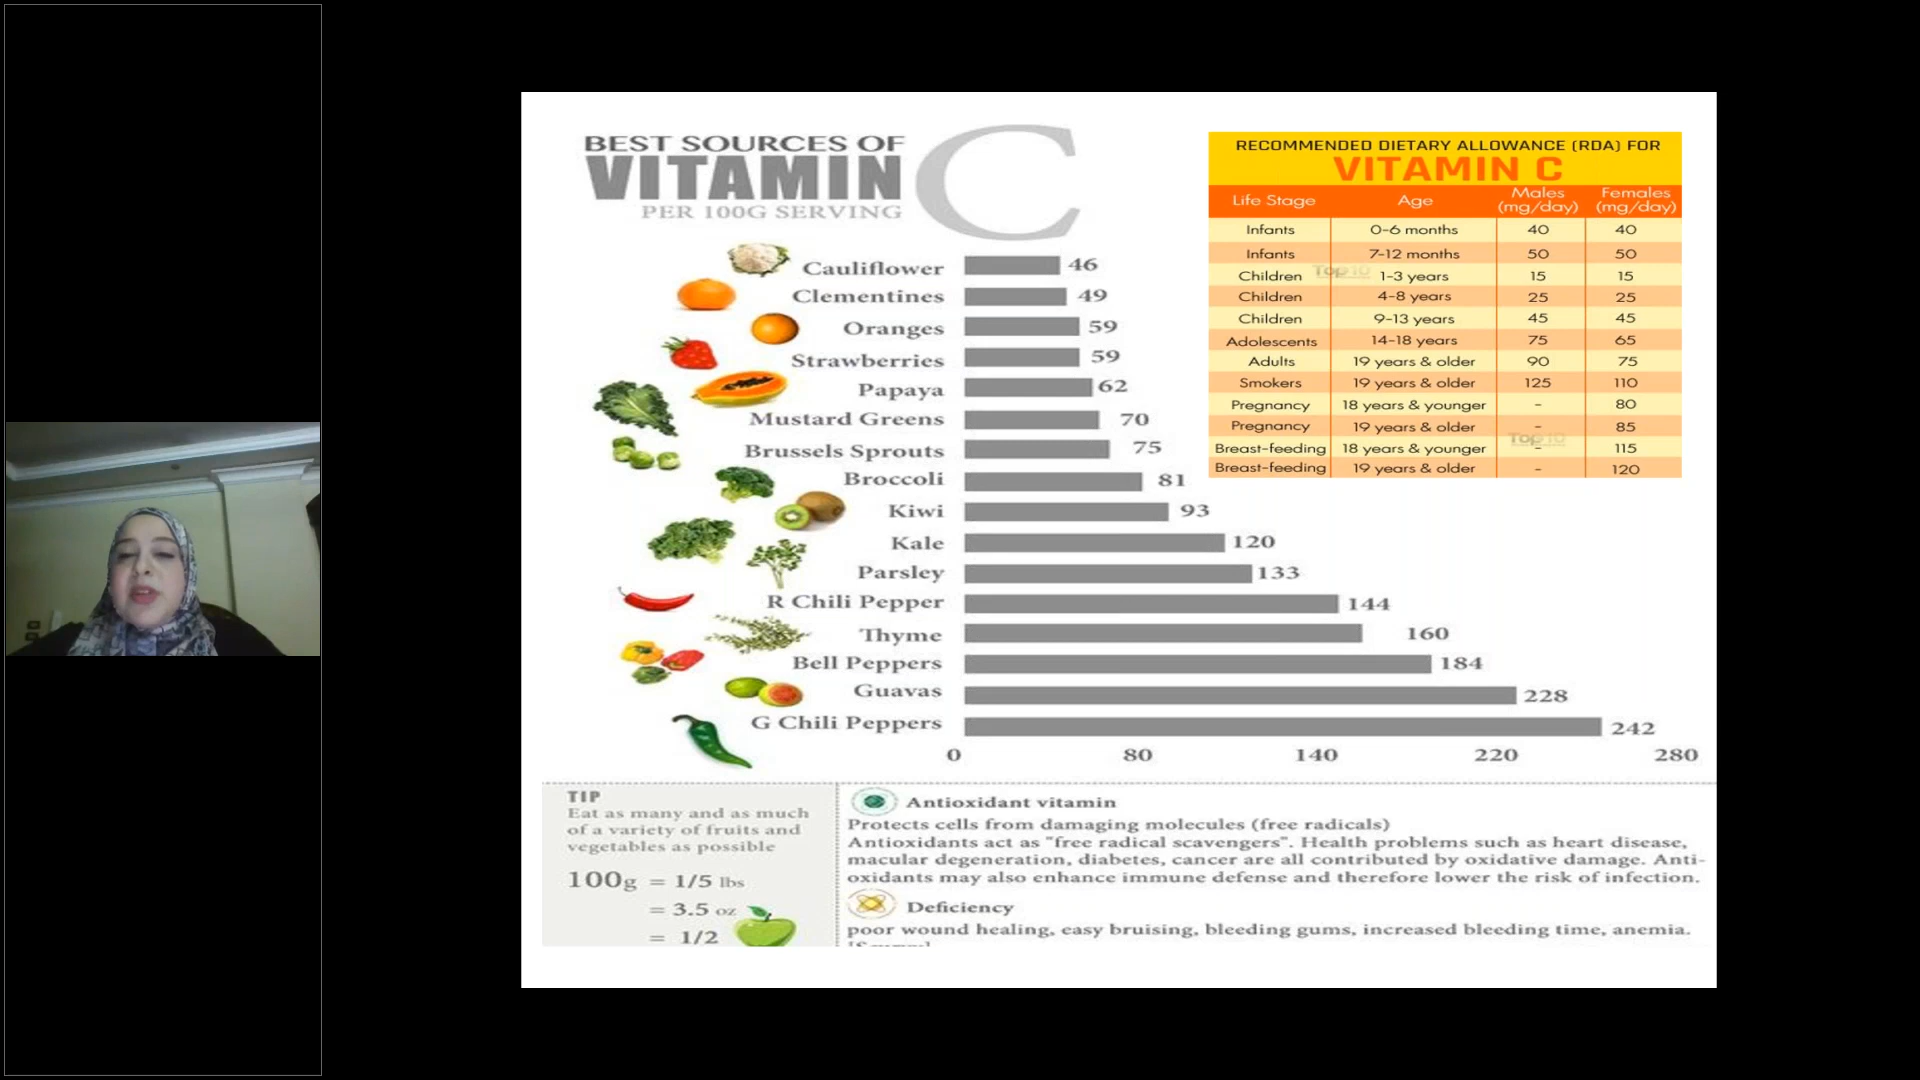 BEST SOURCES OF
VITAMIN C
PER 100G SERVING
Cauliflower 46
Clementines 49
Oranges 59
Strawberries 59
Papaya 62
Mustard Greens 70
Brussels Sprouts 75
Broccoli 81
Kiwi 93
Kale 120
Parsley 133
R Chili Pepper 144
Thyme 160
Bell Peppers 184
Guavas 228
G Chili Peppers 242
0 80 140 220 280
RECOMMENDED DIETARY ALLOWANCE (RDA) FOR
VITAMIN C
Life Stage Age Males (mg/day) Females (mg/day)
Infants 0-6 months 40 40
Infants 7-12 months 50 50
Children 1-3 years 15 15
Children 4-8 years 25 25
Children 9-13 years 45 45
Adolescents 14-18 years 75 65
Adults 19 years & older 90 75
Smokers 19 years & older 125 110
Pregnancy 18 years & younger - 80
Pregnancy 19 years & older - 85
Breast-feeding 18 years & younger - 115
Breast-feeding 19 years & older - 120
Top10
Top10
TIP
Eat as many and as much
of a variety of fruits and
vegetables as possible
100g = 1/5 lbs
= 3.5 oz
= 1/2
Antioxidant vitamin
Protects cells from damaging molecules (free radicals)
Antioxidants act as "free radical scavengers". Health problems such as heart disease,
macular degeneration, diabetes, cancer are all contributed by oxidative damage. Anti-
oxidants may also enhance immune defense and therefore lower the risk of infection.
Deficiency
poor wound healing, easy bruising, bleeding gums, increased bleeding time, anemia.